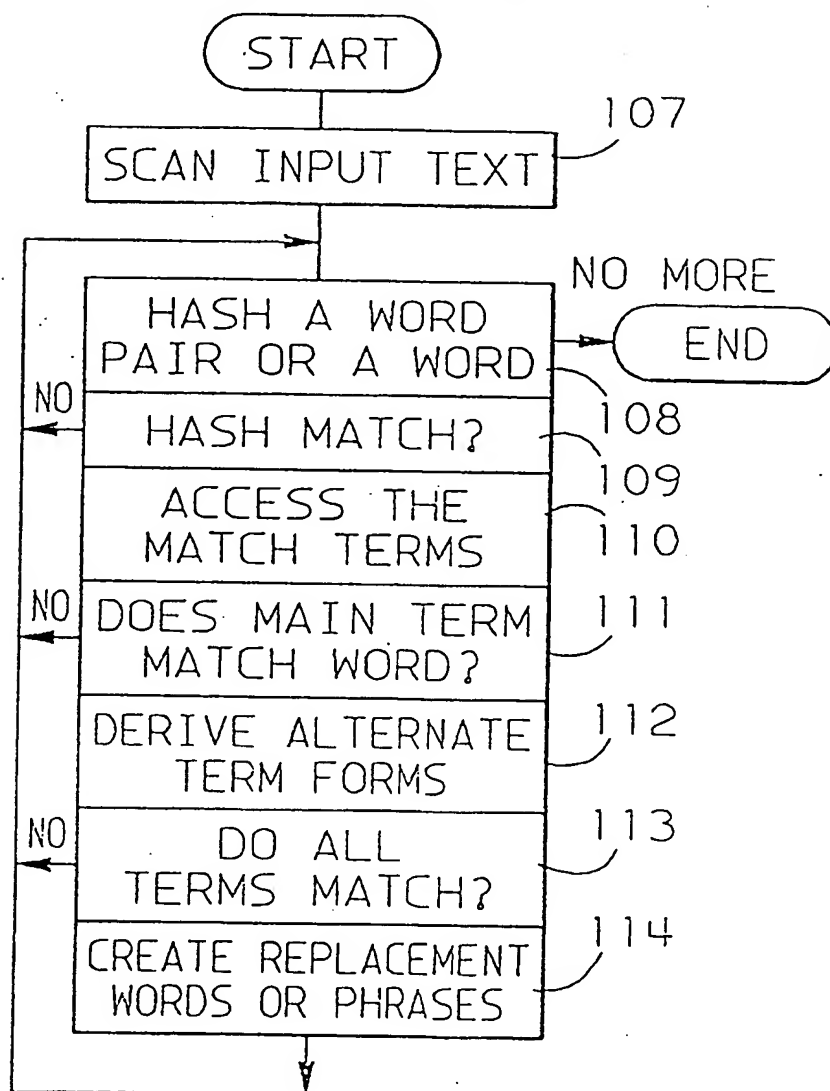 START
107
SCAN INPUT TEXT
NO MORE
HASH A WORD
PAIR OR A WORD
END
108
NO
HASH MATCH?
109
ACCESS THE
MATCH TERMS
110
NO
DOES MAIN TERM
MATCH WORD?
111
DERIVE ALTERNATE
TERM FORMS
112
NO
DO ALL
TERMS MATCH?
113
CREATE REPLACEMENT
WORDS OR PHRASES
114